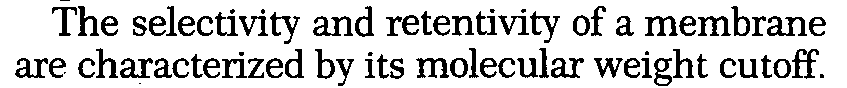 The selectivity and retentivity of a membrane
are characterized by its molecular weight cutoff.